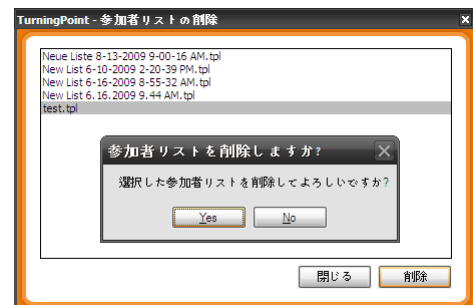 TurningPoint - 参加者リストの削除
Neue Liste 8-13-2009 9-00-16 AM.tpl
New List 6-10-2009 2-20-39 PM.tpl
New List 6-16-2009 8-55-32 AM.tpl
New List 6.16.2009 9.44 AM.tpl
test.tpl
参加者リストを削除しますか?
選択した参加者リストを削除してよろしいですか?
Yes No
閉じる 削除